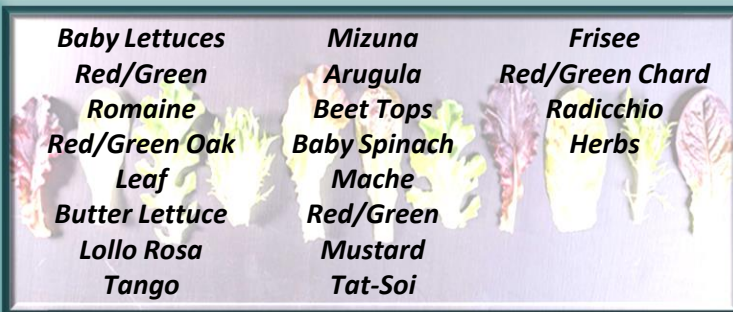 Baby Lettuces
Red/Green
Romaine
Red/Green Oak
Leaf
Butter Lettuce
Lollo Rosa
Tango
Mizuna
Arugula
Beet Tops
Baby Spinach
Mache
Red/Green
Mustard
Tat-Soi
Frisee
Red/Green Chard
Radicchio
Herbs